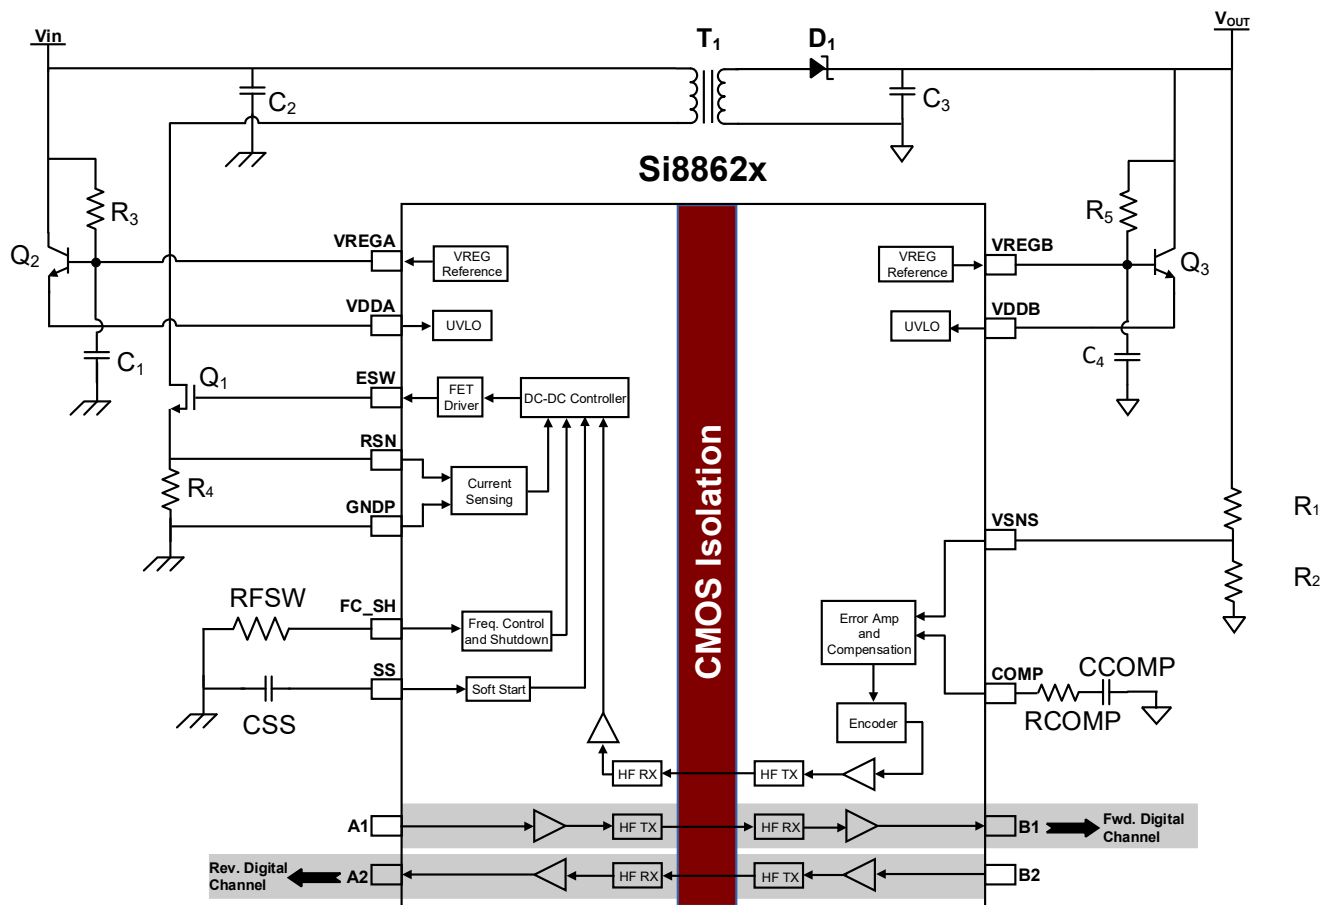 Vin
T1
D1
VOUT
C2
C3
Si8862x
R3
R5
Q2
VREGA
VREG
Reference
VREG
Reference
VREGB
Q3
VDDA
UVLO
UVLO
VDDB
C1
C4
Q1
ESW
FET
Driver
DC-DC Controller
RSN
R4
Current
Sensing
GNDP
CMOS Isolation
VSNS
R1
R2
RFSW
FC_SH
Freq. Control
and Shutdown
Error Amp
and
Compensation
SS
Soft Start
CSS
COMP
CCOMP
RCOMP
Encoder
HF RX
HF TX
A1
HF TX
HF RX
B1
Fwd. Digital
Channel
Rev. Digital
Channel
A2
HF RX
HF TX
B2